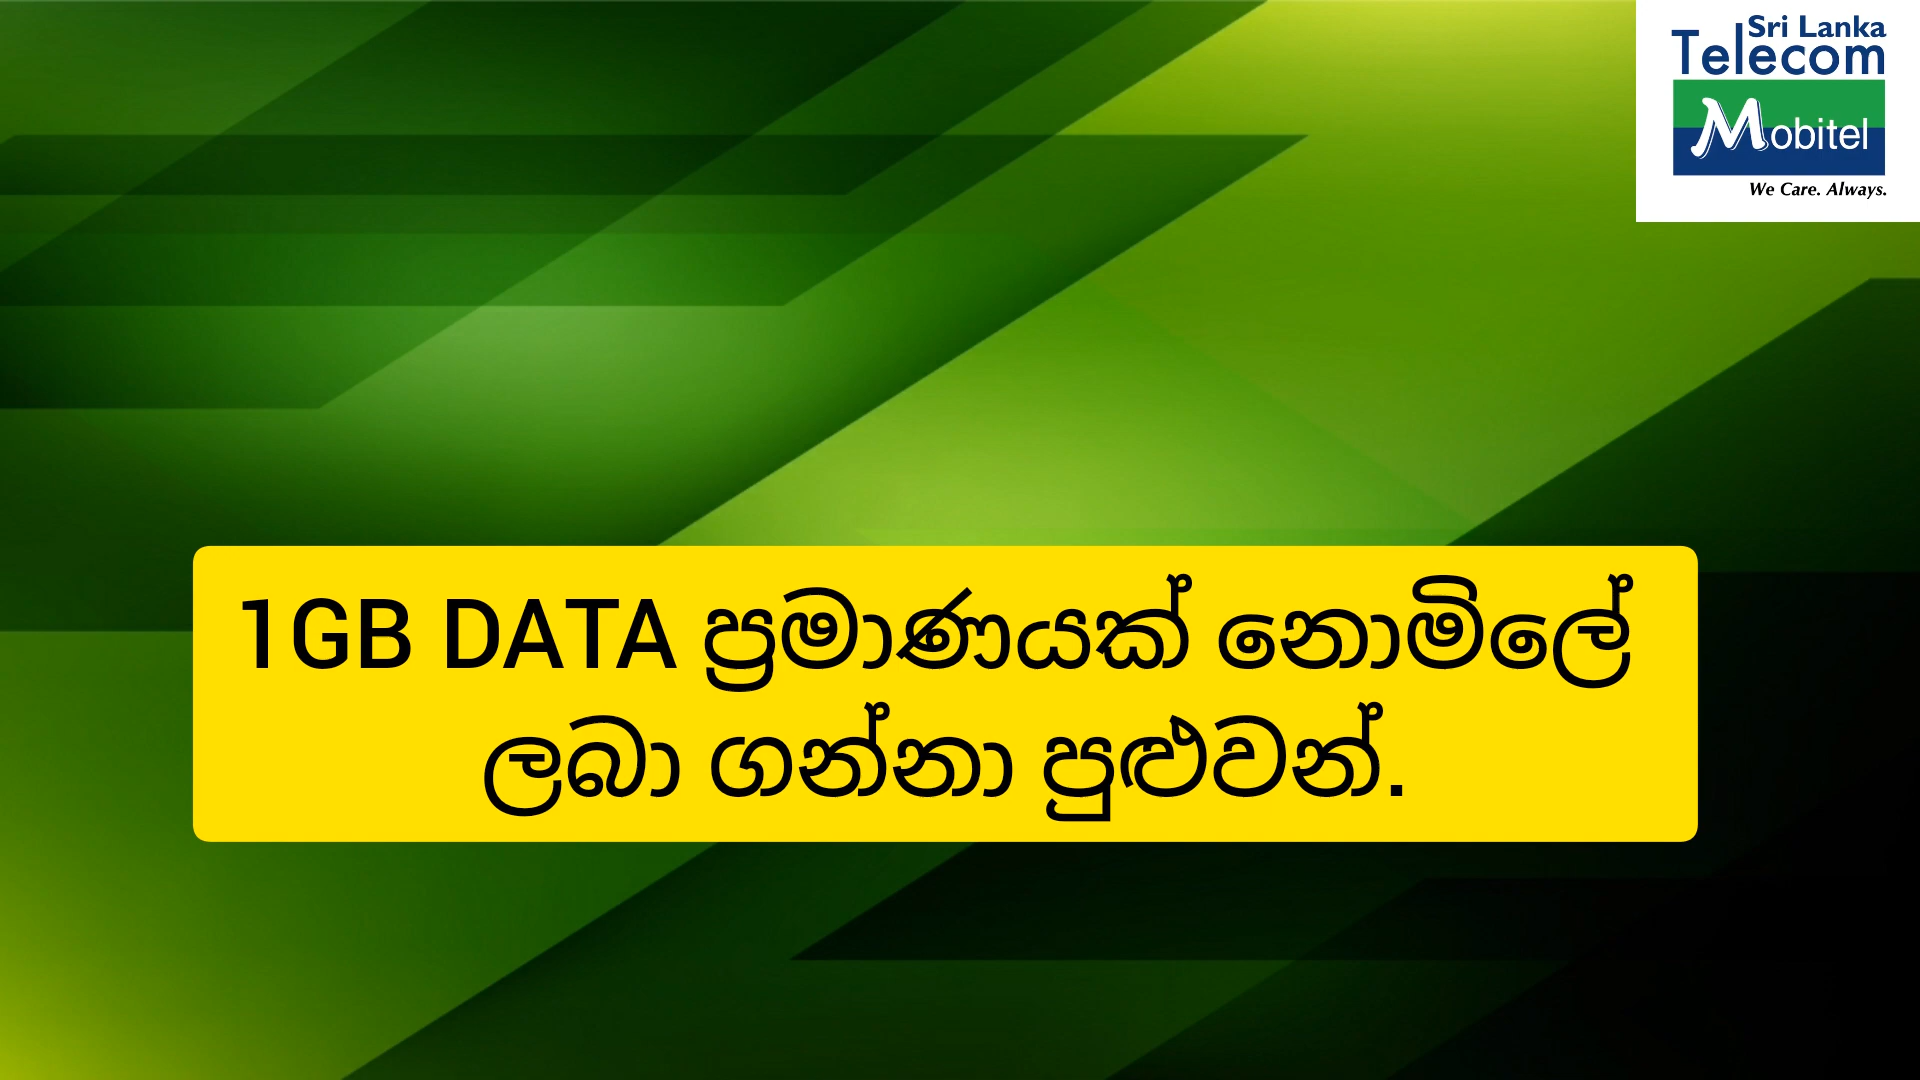 Sri Lanka
Telecom
Mobitel
We Care. Always.
1GB DATA ප්‍රමාණයක් නොමිලේ
ලබා ගන්නා පුළුවන්.